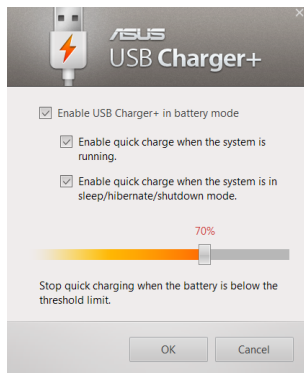 ASUS
USB Charger+
Enable USB Charger+ in battery mode
Enable quick charge when the system is
running.
Enable quick charge when the system is in
sleep/hibernate/shutdown mode.
70%
Stop quick charging when the battery is below the
threshold limit.
OK
Cancel